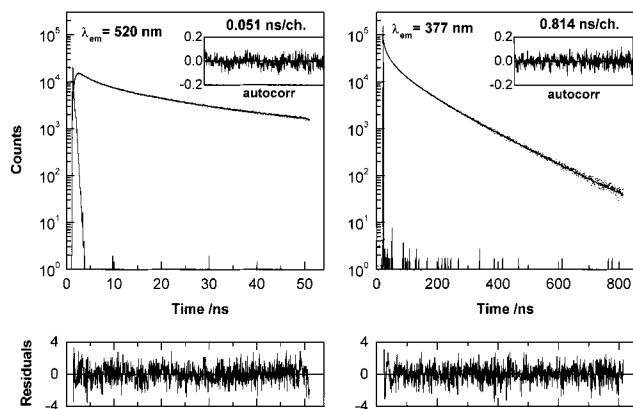 λem = 520 nm
0.051 ns/ch.
0.2
0.0
-0.2
autocorr
10^5
10^4
10^3
10^2
10^1
10^0
Counts
0 10 20 30 40 50
Time /ns
4
0
-4
Residuals
λem = 377 nm
0.814 ns/ch.
0.2
0.0
-0.2
autocorr
10^5
10^4
10^3
10^2
10^1
10^0
0 200 400 600 800
Time /ns
4
0
-4